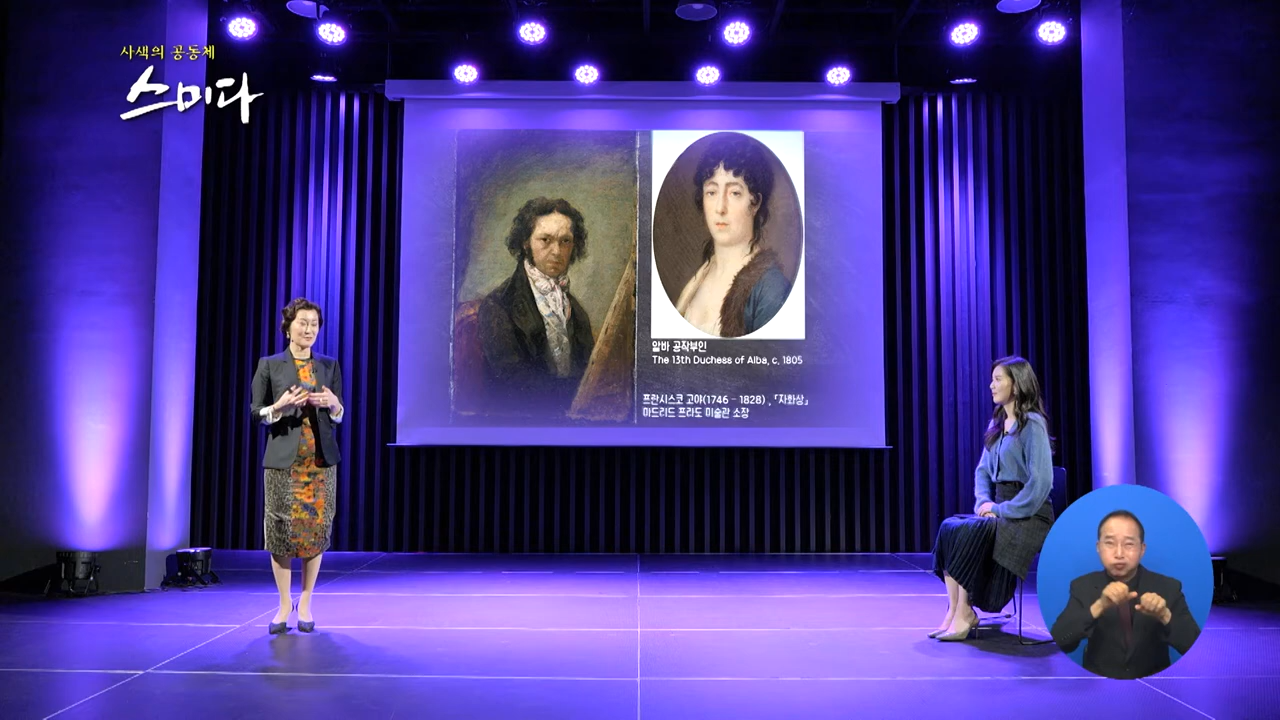 사색의 공동체
스미다
알바 공작부인
The 13th Duchess of Alba, c. 1805
프란시스코 고야(1746 - 1828) , 「자화상」
마드리드 프라도 미술관 소장